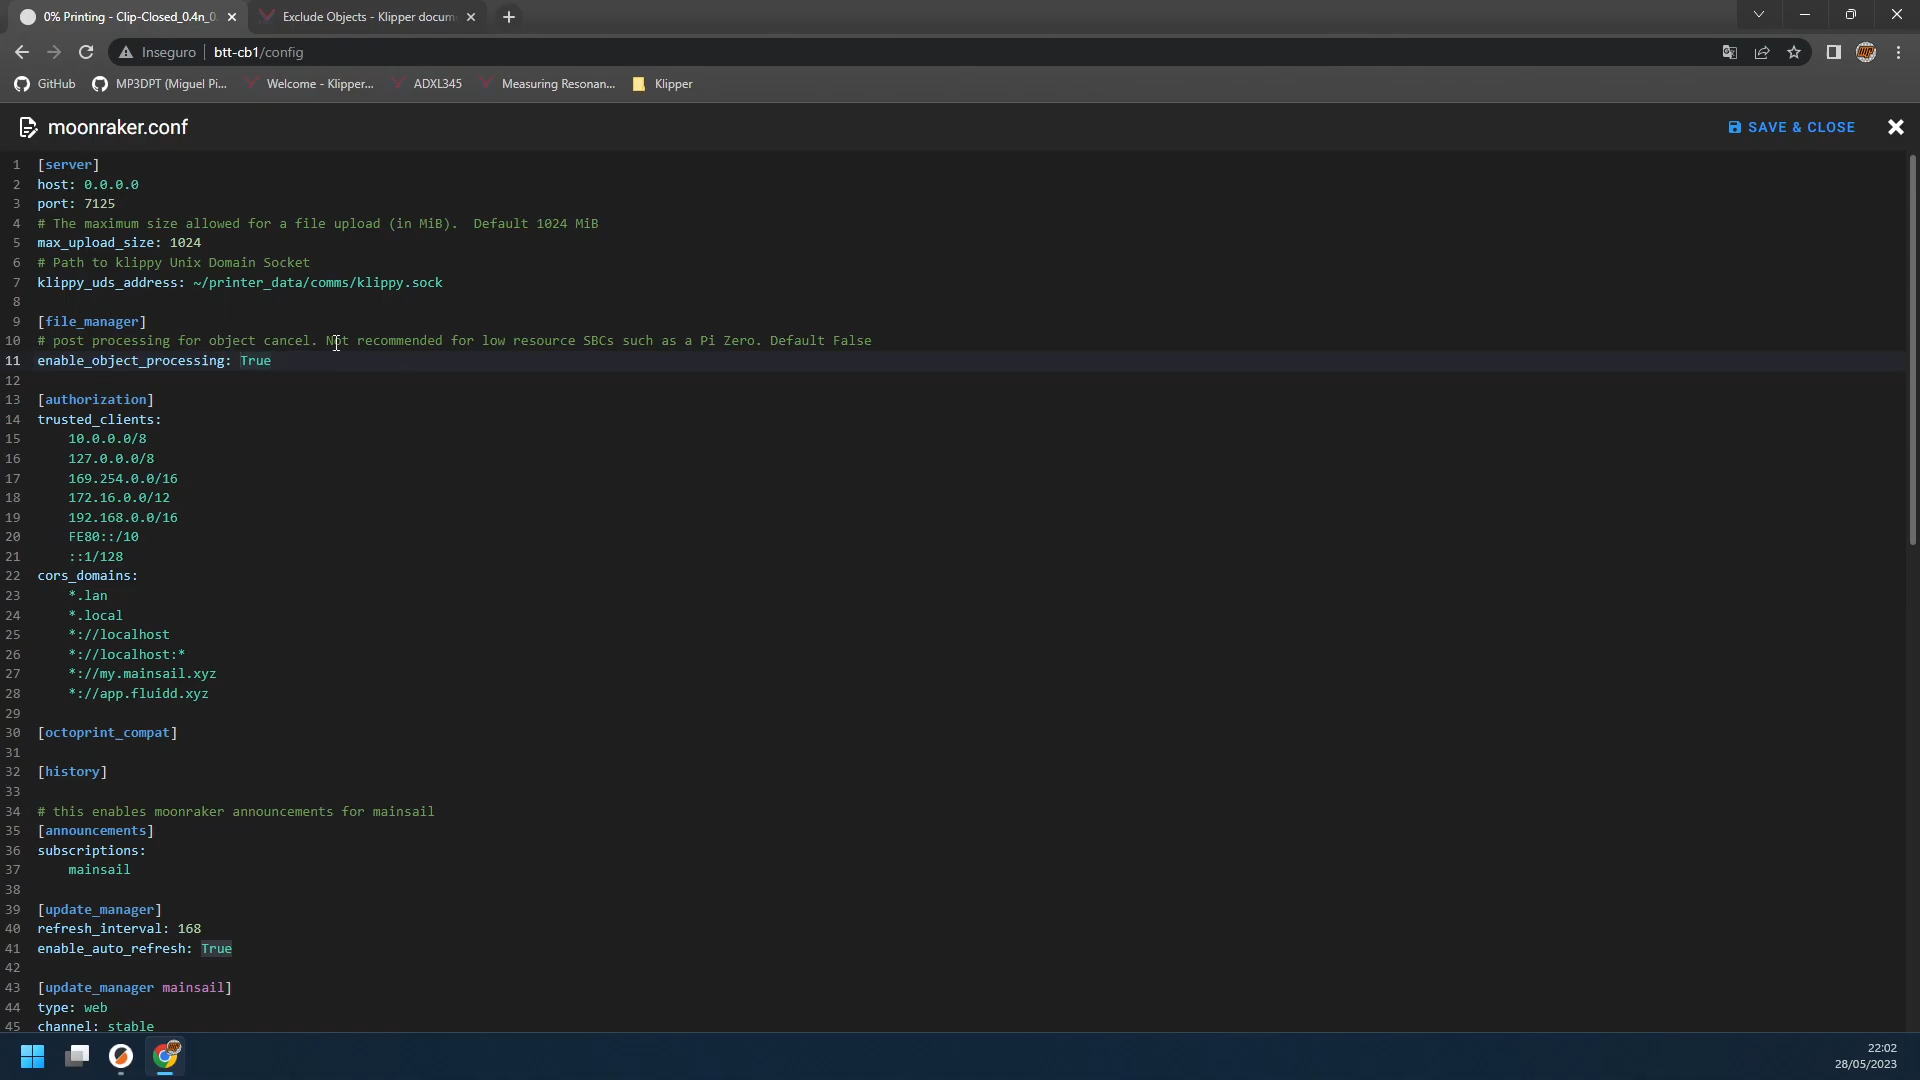 0% Printing - Clip-Closed_0.4n_0.
Exclude Objects - Klipper docum
Inseguro
btt-cb1/config
GitHub
MP3DPT (Miguel Pi...
Welcome - Klipper...
ADXL345
Measuring Resonan...
Klipper
moonraker.conf
SAVE & CLOSE
1 [server]
2 host: 0.0.0.0
3 port: 7125
4 # The maximum size allowed for a file upload (in MiB).  Default 1024 MiB
5 max_upload_size: 1024
6 # Path to klippy Unix Domain Socket
7 klippy_uds_address: ~/printer_data/comms/klippy.sock
8
9 [file_manager]
10 # post processing for object cancel. Not recommended for low resource SBCs such as a Pi Zero. Default False
11 enable_object_processing: True
12
13 [authorization]
14 trusted_clients:
15     10.0.0.0/8
16     127.0.0.0/8
17     169.254.0.0/16
18     172.16.0.0/12
19     192.168.0.0/16
20     FE80::/10
21     ::1/128
22 cors_domains:
23     *.lan
24     *.local
25     *://localhost
26     *://localhost:*
27     *://my.mainsail.xyz
28     *://app.fluidd.xyz
29
30 [octoprint_compat]
31
32 [history]
33
34 # this enables moonraker announcements for mainsail
35 [announcements]
36 subscriptions:
37     mainsail
38
39 [update_manager]
40 refresh_interval: 168
41 enable_auto_refresh: True
42
43 [update_manager mainsail]
44 type: web
45 channel: stable
22:02
28/05/2023